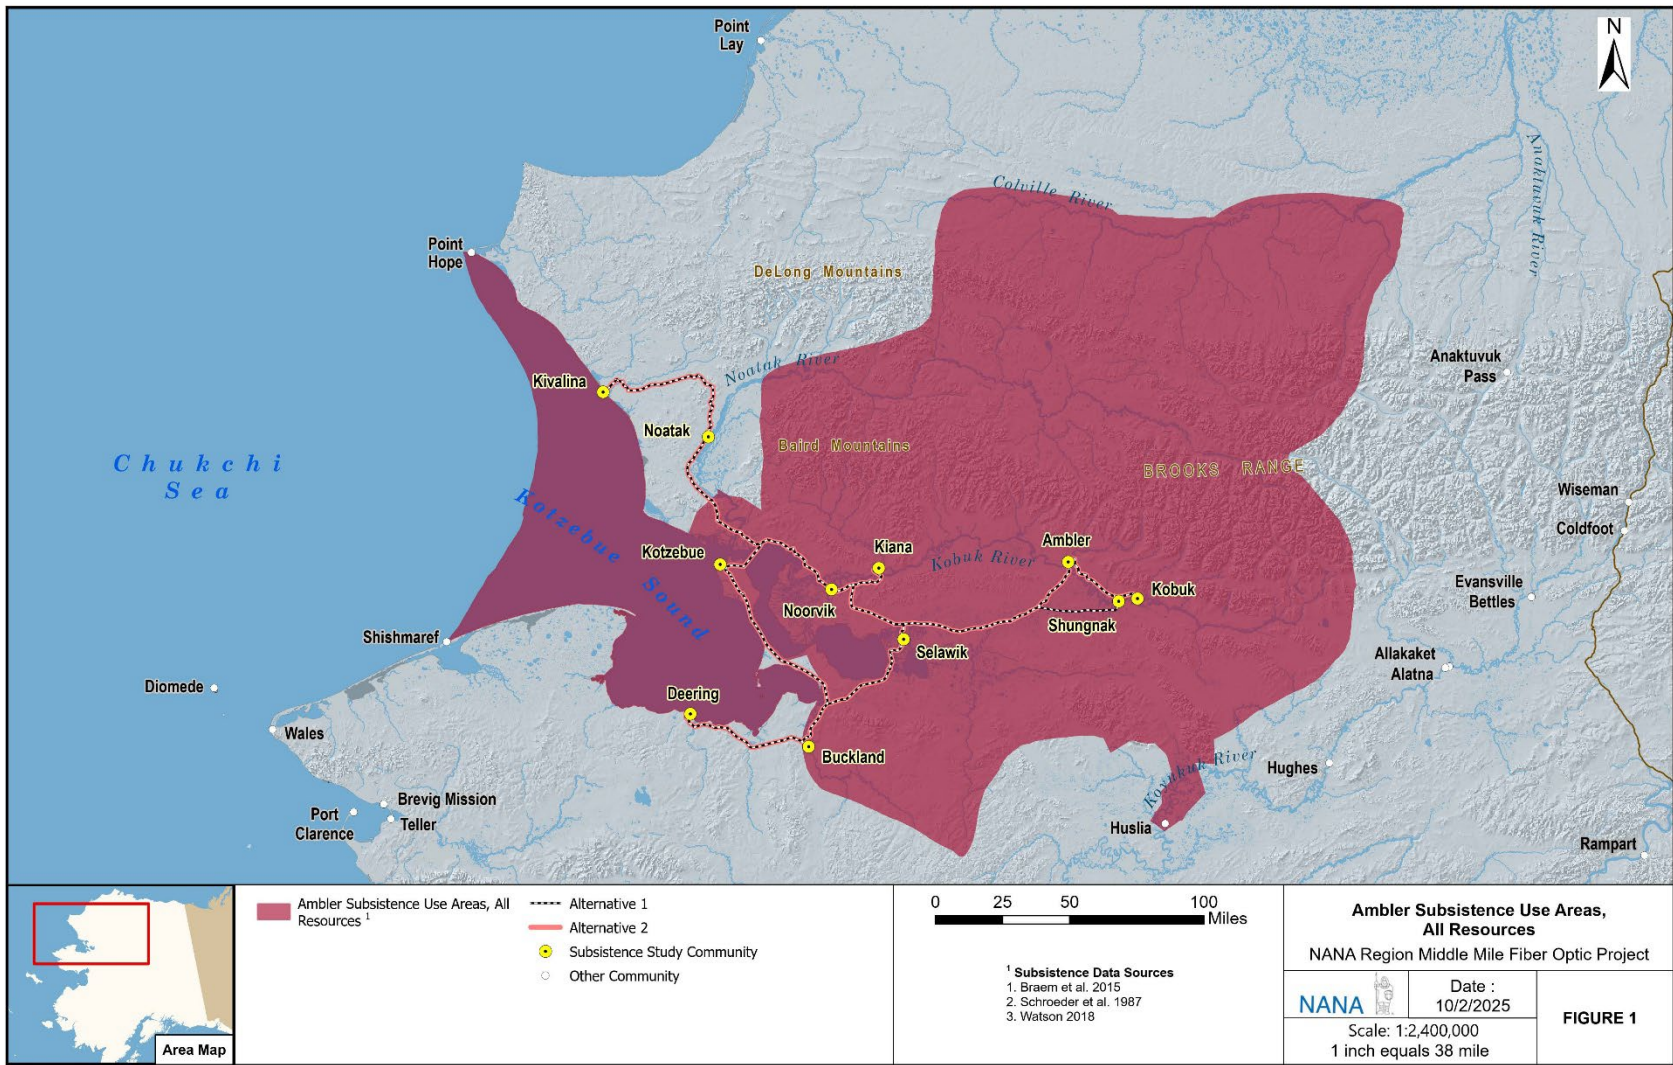 Point
Lay
N
Anaktuvuk River
Colville River
Point
Hope
DeLong Mountains
Noatak River
Anaktuvuk
Pass
Kivalina
Noatak
Baird Mountains
BROOKS RANGE
Chukchi
Sea
Kotzebue Sound
Wiseman
Coldfoot
Kotzebue
Kiana
Kobuk River
Ambler
Kobuk
Evansville
Bettles
Noorvik
Shungnak
Shishmaref
Selawik
Allakaket
Alatna
Diomede
Deering
Wales
Buckland
Koyukuk River
Hughes
Brevig Mission
Port
Clarence
Teller
Huslia
Rampart
Area Map
Ambler Subsistence Use Areas, All
Resources 1
Alternative 1
Alternative 2
Subsistence Study Community
Other Community
0 25 50 100
Miles
1 Subsistence Data Sources
1. Braem et al. 2015
2. Schroeder et al. 1987
3. Watson 2018
Ambler Subsistence Use Areas,
All Resources
NANA Region Middle Mile Fiber Optic Project
NANA
Date :
10/2/2025
Scale: 1:2,400,000
1 inch equals 38 mile
FIGURE 1